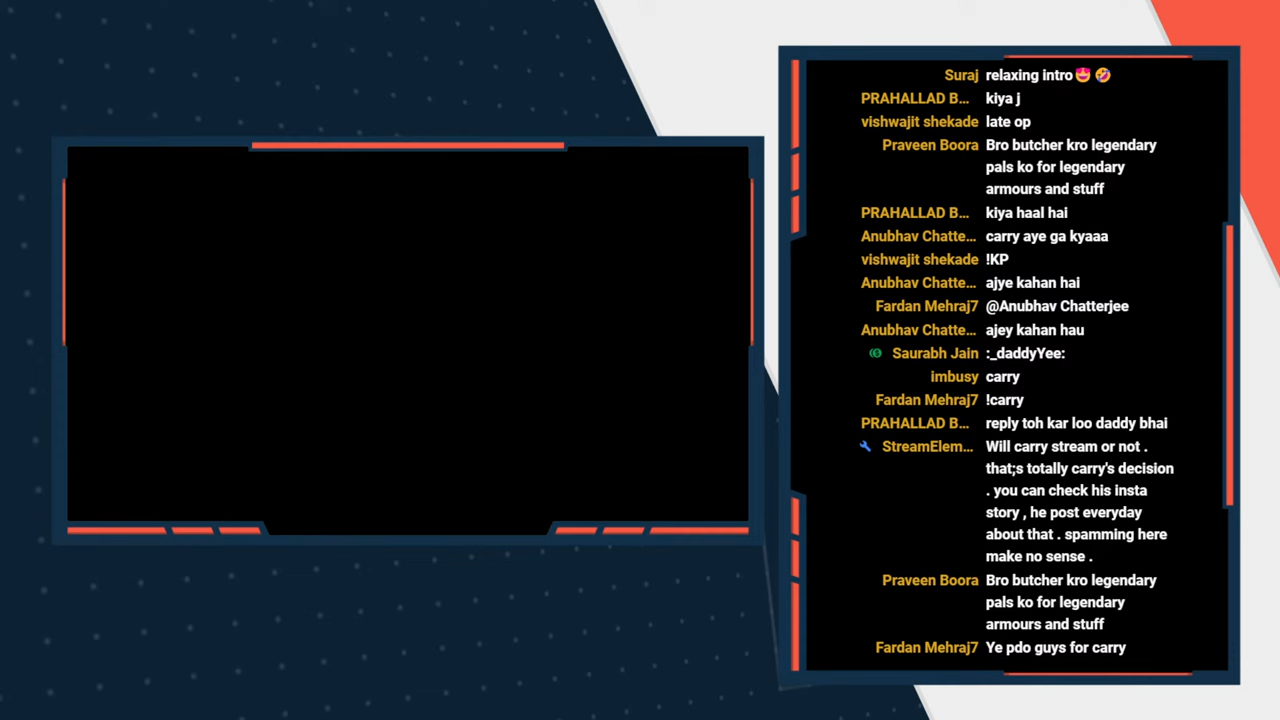 Suraj relaxing intro😍 🤣
PRAHALLAD B... kiya j
vishwajit shekade late op
Praveen Boora Bro butcher kro legendary
pals ko for legendary
armours and stuff
PRAHALLAD B... kiya haal hai
Anubhav Chatte... carry aye ga kyaaa
vishwajit shekade !KP
Anubhav Chatte... ajye kahan hai
Fardan Mehraj7 @Anubhav Chatterjee
Anubhav Chatte... ajey kahan hau
Saurabh Jain :_daddyYee:
imbusy carry
Fardan Mehraj7 !carry
PRAHALLAD B... reply toh kar loo daddy bhai
StreamElem... Will carry stream or not .
that;s totally carry's decision
. you can check his insta
story , he post everyday
about that . spamming here
make no sense .
Praveen Boora Bro butcher kro legendary
pals ko for legendary
armours and stuff
Fardan Mehraj7 Ye pdo guys for carry